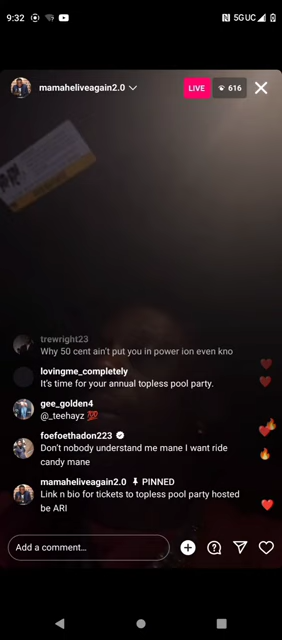 9:32
5GUC
mamaheliveagain2.0
LIVE
616
trewright23
Why 50 cent ain't put you in power ion even kno
lovingme_completely
It's time for your annual topless pool party.
gee_golden4
@_teehayz 💯
foefoethadon223
Don't nobody understand me mane I want ride
candy mane
mamaheliveagain2.0 PINNED
Link n bio for tickets to topless pool party hosted
be ARI
Add a comment...